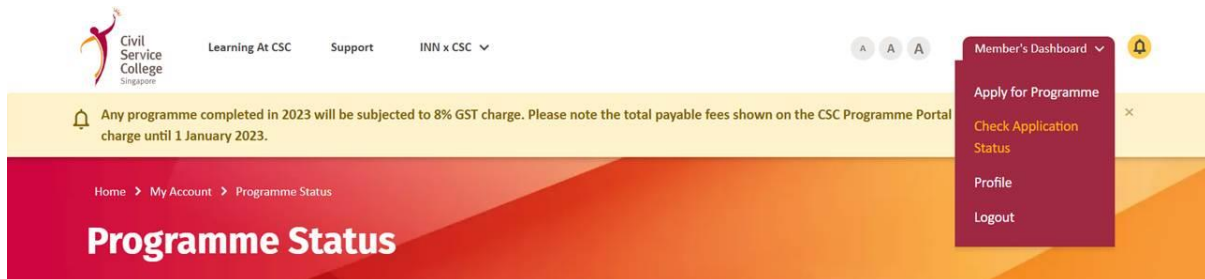 Civil
Service
College
Singapore
Learning At CSC
Support
INN x CSC
A A A
Member's Dashboard
Apply for Programme
Check Application
Status
Profile
Logout
Any programme completed in 2023 will be subjected to 8% GST charge. Please note the total payable fees shown on the CSC Programme Portal
charge until 1 January 2023.
Home > My Account > Programme Status
Programme Status